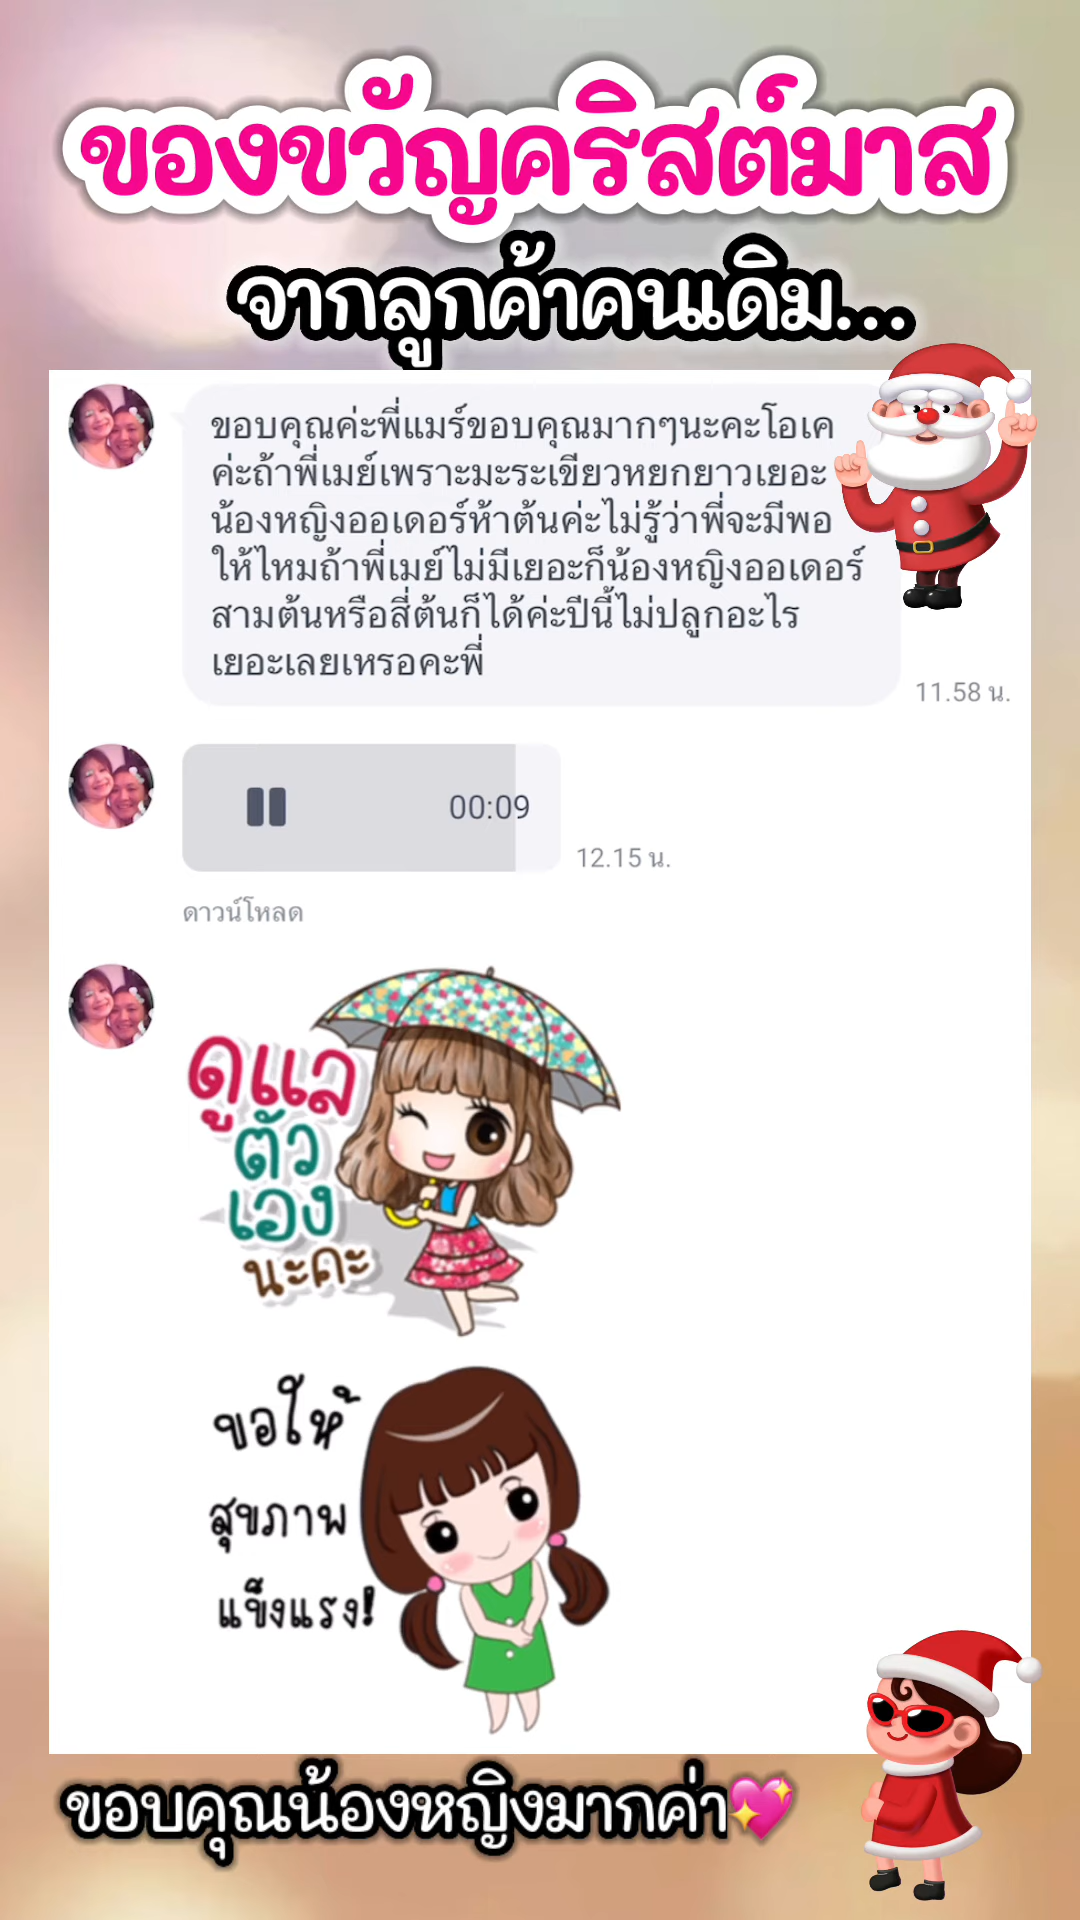 ของขวัญคริสต์มาส
จากลูกค้าคนเดิม...
ขอบคุณค่ะพี่แมร์ขอบคุณมากๆนะคะโอเค
ค่ะถ้าพี่เมย์เพราะมะระเขียวหยกยาวเยอะ
น้องหญิงออเดอร์ห้าต้นค่ะไม่รู้ว่าพี่จะมีพอ
ให้ไหมถ้าพี่เมย์ไม่มีเยอะก็น้องหญิงออเดอร์
สามต้นหรือสี่ต้นก็ได้ค่ะปีนี้ไม่ปลูกอะไร
เยอะเลยเหรอคะพี่
11.58 น.
00:09
12.15 น.
ดาวน์โหลด
ดูแล
ตัว
เอง
นะคะ
ขอให้
สุขภาพ
แข็งแรง!
ขอบคุณน้องหญิงมากค่า💖